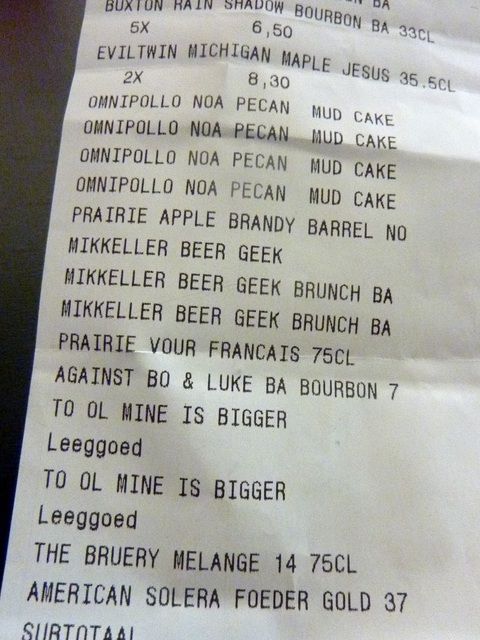 BA
BUXTON RAIN SHADOW BOURBON BA 33CL
5X 6,50
EVILTWIN MICHIGAN MAPLE JESUS 35.5CL
2X 8,30
OMNIPOLLO NOA PECAN MUD CAKE
OMNIPOLLO NOA PECAN MUD CAKE
OMNIPOLLO NOA PECAN MUD CAKE
OMNIPOLLO NOA PECAN MUD CAKE
PRAIRIE APPLE BRANDY BARREL NO
MIKKELLER BEER GEEK
MIKKELLER BEER GEEK BRUNCH BA
MIKKELLER BEER GEEK BRUNCH BA
PRAIRIE VOUR FRANCAIS 75CL
AGAINST BO & LUKE BA BOURBON 7
TO OL MINE IS BIGGER
Leeggoed
TO OL MINE IS BIGGER
Leeggoed
THE BRUERY MELANGE 14 75CL
AMERICAN SOLERA FOEDER GOLD 37
SUBTOTAAL